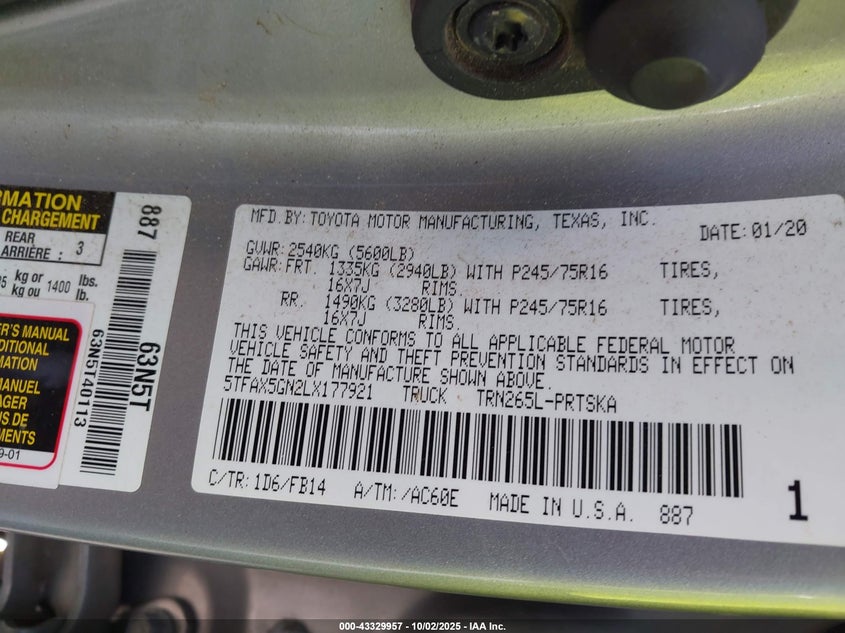 RMATION
CHARGEMENT
REAR
ARRIÈRE : 3
kg or 1400 lbs.
kg ou lb.
ER'S MANUAL
DDITIONAL
MATION
MANUEL
AGER
US DE
MENTS
9-01
887
63N5T
63N5T40113
MFD.BY:TOYOTA MOTOR MANUFACTURING, TEXAS, INC. DATE:01/20
GVWR:2540KG (5600LB)
GAWR:FRT. 1335KG (2940LB) WITH P245/75R16 TIRES,
16X7J RIMS
RR. 1490KG (3280LB) WITH P245/75R16 TIRES,
16X7J RIMS
THIS VEHICLE CONFORMS TO ALL APPLICABLE FEDERAL MOTOR
VEHICLE SAFETY AND THEFT PREVENTION STANDARDS IN EFFECT ON
THE DATE OF MANUFACTURE SHOWN ABOVE.
5TFAX5GN2LX177921 TRUCK TRN265L-PRTSKA
C/TR:1D6/FB14 A/TM:/AC60E MADE IN U.S.A. 887 1
000-43329957 - 10/02/2025 - IAA Inc.